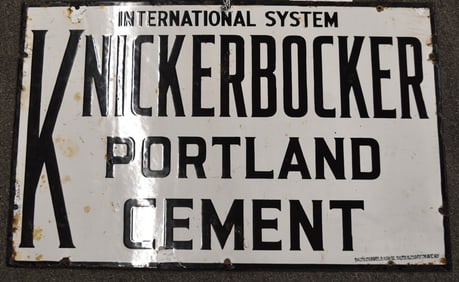 INTERNATIONAL SYSTEM
KNICKERBOCKER
PORTLAND
CEMENT